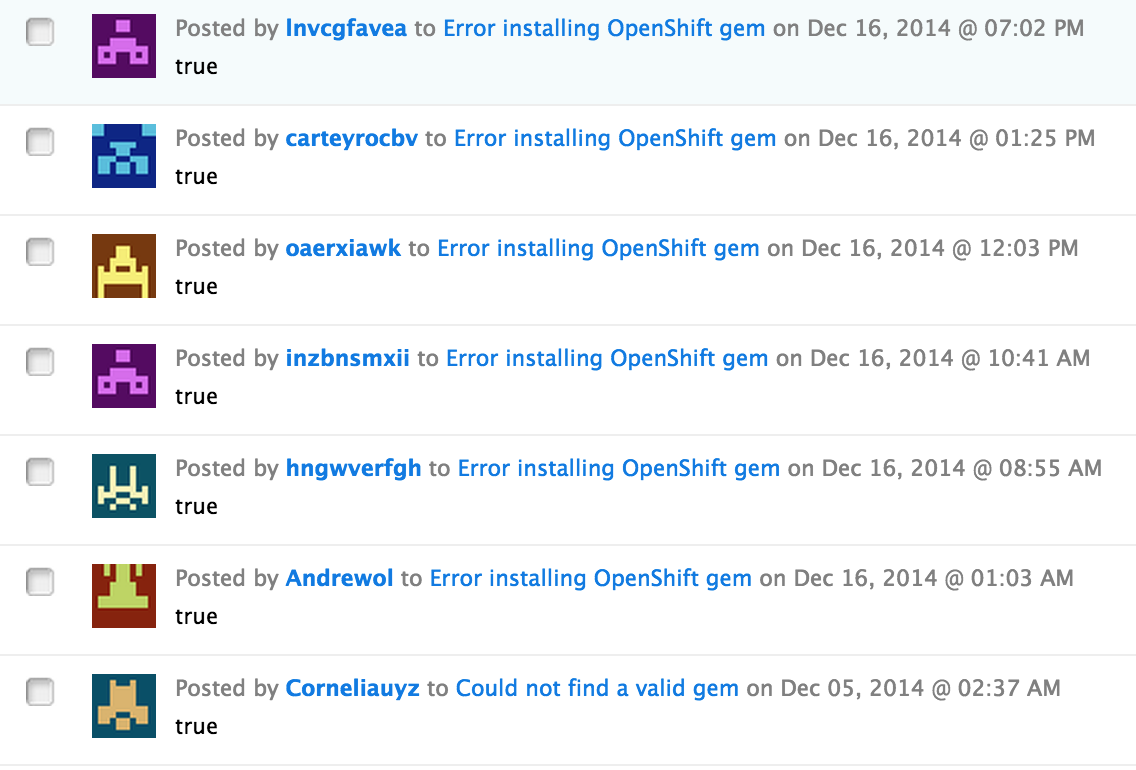 Posted by lnvcgfavea to Error installing OpenShift gem on Dec 16, 2014 @ 07:02 PM
true
Posted by carteyrocbv to Error installing OpenShift gem on Dec 16, 2014 @ 01:25 PM
true
Posted by oaerxiawk to Error installing OpenShift gem on Dec 16, 2014 @ 12:03 PM
true
Posted by inzbnsmxii to Error installing OpenShift gem on Dec 16, 2014 @ 10:41 AM
true
Posted by hngwverfgh to Error installing OpenShift gem on Dec 16, 2014 @ 08:55 AM
true
Posted by Andrewol to Error installing OpenShift gem on Dec 16, 2014 @ 01:03 AM
true
Posted by Corneliauyz to Could not find a valid gem on Dec 05, 2014 @ 02:37 AM
true